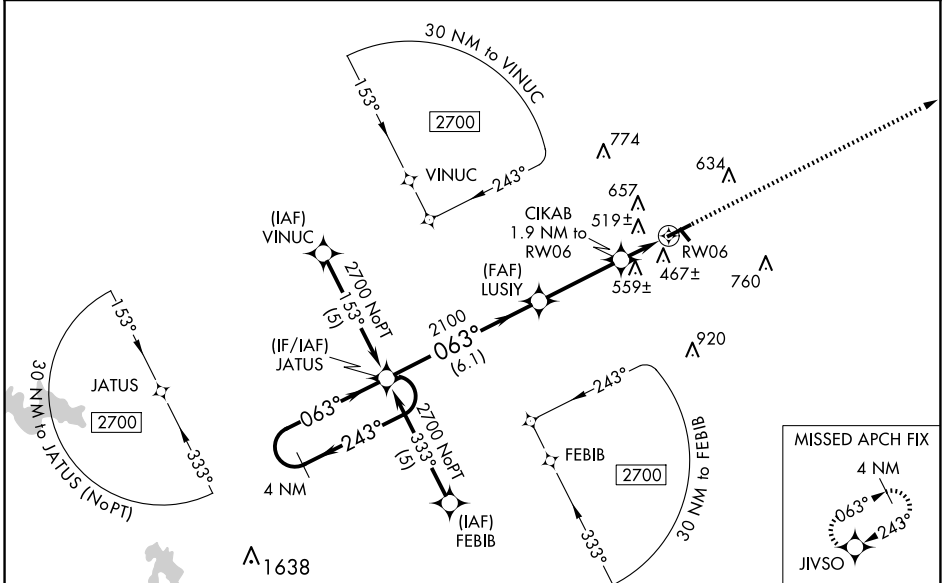 30 NM to VINUC
153°
2700
VINUC
243°
774
634
657
519±
CIKAB
1.9 NM to
RW06
RW06
467±
559±
760
(IAF)
VINUC
2700 NoPT
153°
(5)
(FAF)
LUSIY
2100
063°
(6.1)
(IF/IAF)
JATUS
920
153°
JATUS
2700
333°
30 NM to JATUS (NoPT)
063°
243°
4 NM
2700 NoPT
333°
(5)
(IAF)
FEBIB
243°
FEBIB
2700
333°
30 NM to FEBIB
1638
MISSED APCH FIX
4 NM
063°
243°
JIVSO